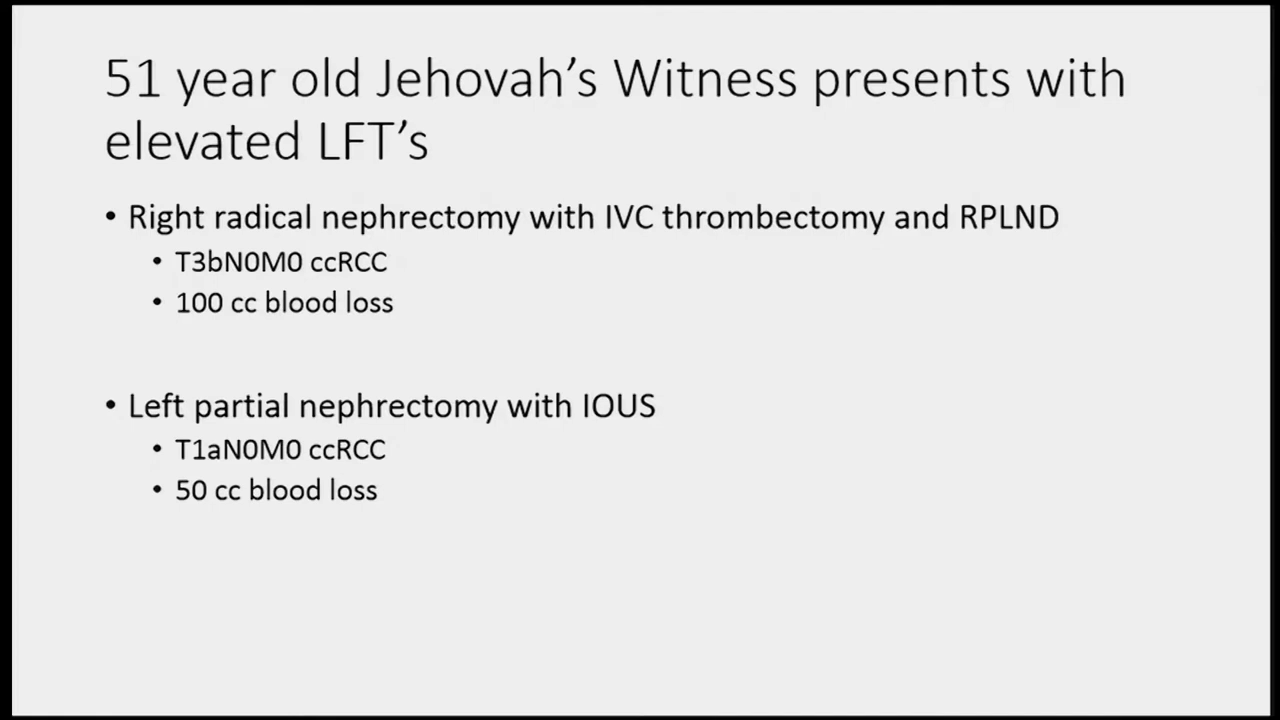 51 year old Jehovah’s Witness presents with
elevated LFT’s
• Right radical nephrectomy with IVC thrombectomy and RPLND
• T3bN0M0 ccRCC
• 100 cc blood loss
• Left partial nephrectomy with IOUS
• T1aN0M0 ccRCC
• 50 cc blood loss